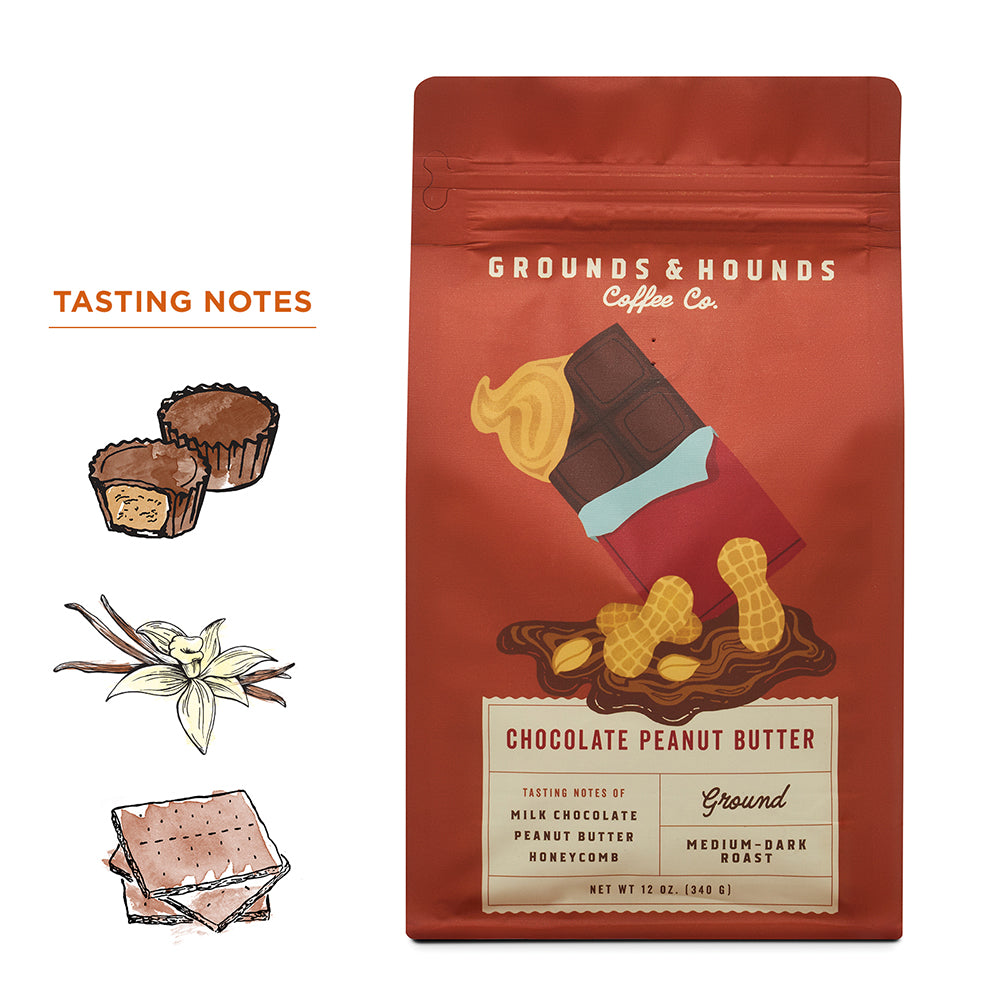 TASTING NOTES
GROUNDS & HOUNDS
Coffee Co.
CHOCOLATE PEANUT BUTTER
TASTING NOTES OF
MILK CHOCOLATE
PEANUT BUTTER
HONEYCOMB
Ground
MEDIUM-DARK
ROAST
NET WT 12 OZ. (340 G)